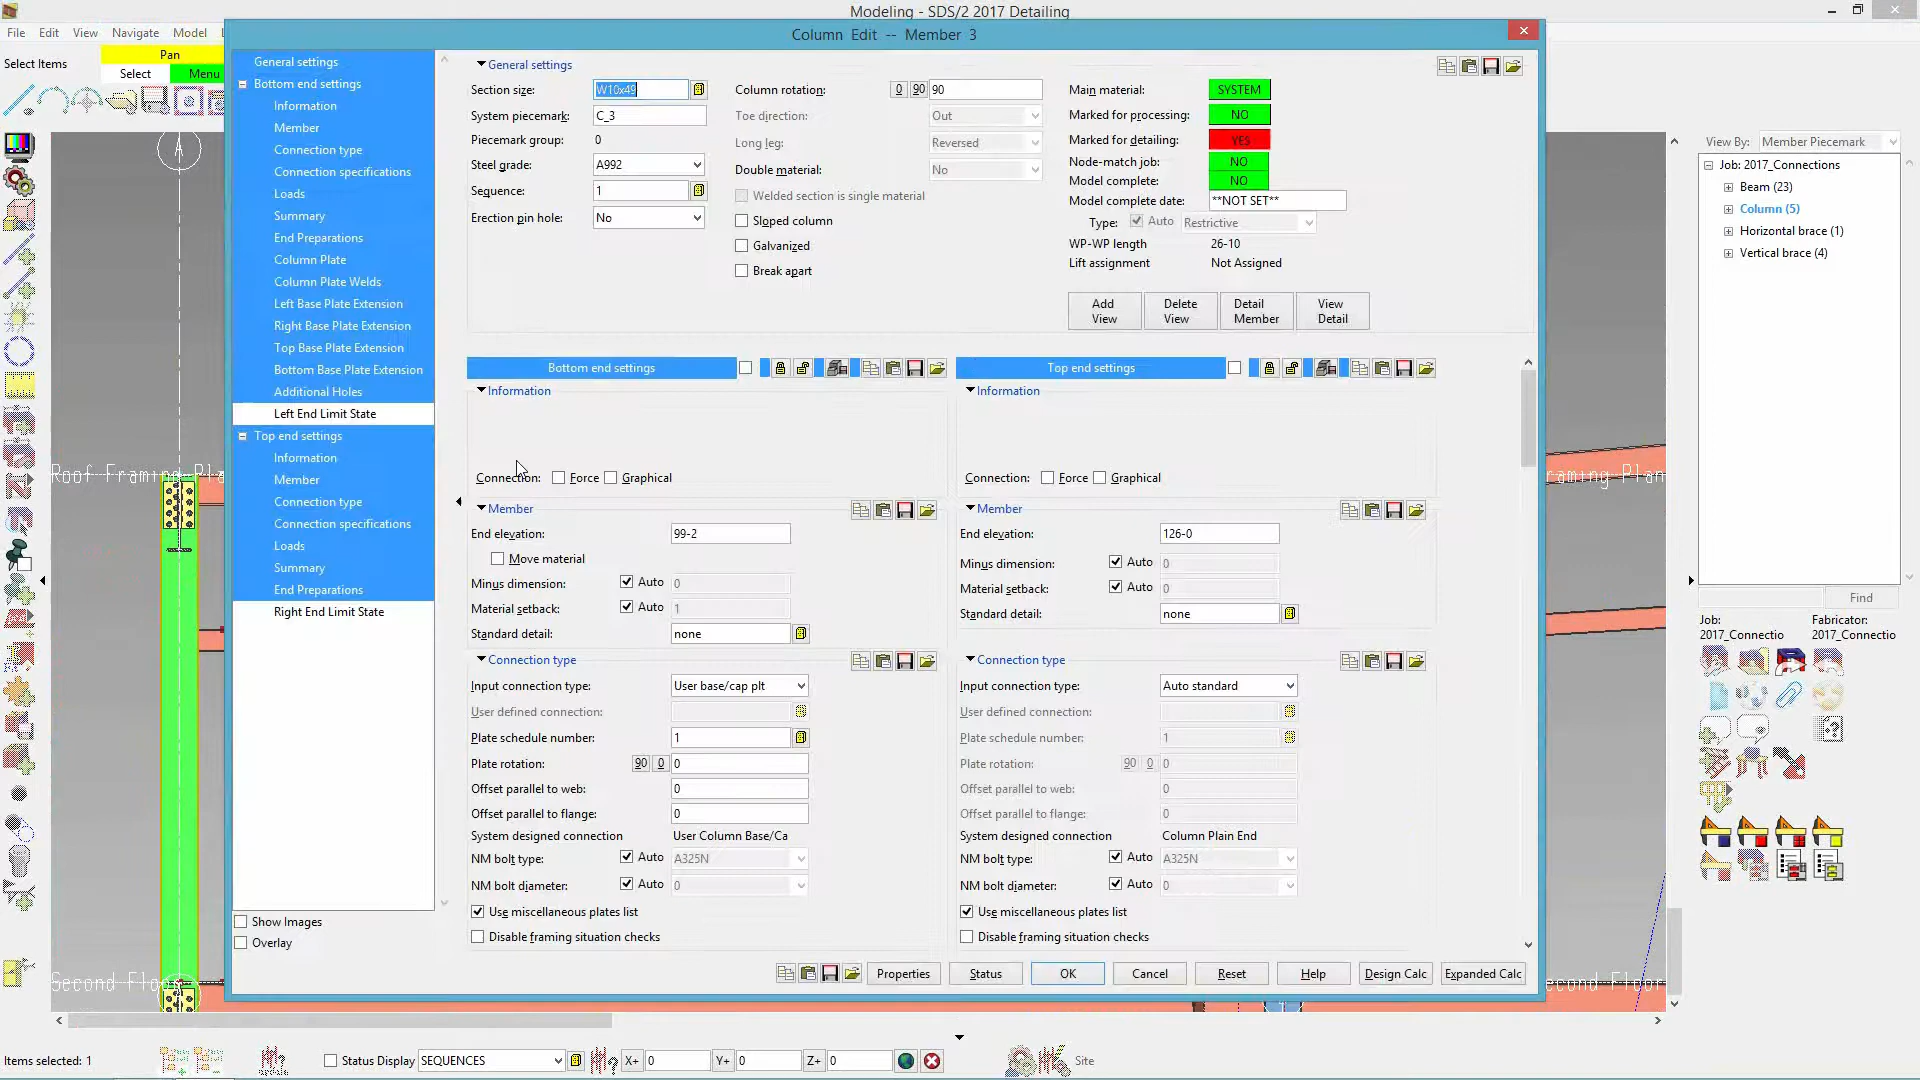 Modeling - SDS/2 2017 Detailing
File Edit View Navigate Model
Select Items
Pan
Select Menu
Column Edit -- Member 3
General settings
Bottom end settings
Information
Member
Connection type
Connection specifications
Loads
Summary
End Preparations
Column Plate
Column Plate Welds
Left Base Plate Extension
Right Base Plate Extension
Top Base Plate Extension
Bottom Base Plate Extension
Additional Holes
Left End Limit State
Top end settings
Information
Member
Connection type
Connection specifications
Loads
Summary
End Preparations
Right End Limit State
Show Images
Overlay
General settings
Section size: W10x49
System piecemark: C_3
Piecemark group: 0
Steel grade: A992
Sequence: 1
Erection pin hole: No
Column rotation: 0 90 90
Toe direction: Out
Long leg: Reversed
Double material: No
Welded section is single material
Sloped column
Galvanized
Break apart
Main material: SYSTEM
Marked for processing: NO
Marked for detailing: YES
Node-match job: NO
Model complete: NO
Model complete date: **NOT SET**
Type: Auto Restrictive
WP-WP length 26-10
Lift assignment Not Assigned
Add View
Delete View
Detail Member
View Detail
Bottom end settings
Information
Connection: Force Graphical
Member
End elevation: 99-2
Move material
Minus dimension: Auto 0
Material setback: Auto 1
Standard detail: none
Connection type
Input connection type: User base/cap plt
User defined connection:
Plate schedule number: 1
Plate rotation: 90 0 0
Offset parallel to web: 0
Offset parallel to flange: 0
System designed connection User Column Base/Ca
NM bolt type: Auto A325N
NM bolt diameter: Auto 0
Use miscellaneous plates list
Disable framing situation checks
Top end settings
Information
Connection: Force Graphical
Member
End elevation: 126-0
Minus dimension: Auto 0
Material setback: Auto 0
Standard detail: none
Connection type
Input connection type: Auto standard
User defined connection:
Plate schedule number: 1
Plate rotation: 90 0 0
Offset parallel to web: 0
Offset parallel to flange: 0
System designed connection Column Plain End
NM bolt type: Auto A325N
NM bolt diameter: Auto 0
Use miscellaneous plates list
Disable framing situation checks
Properties Status OK Cancel Reset Help Design Calc Expanded Calc
A
Roof Framing Pla
Second Floor
raming Plan
econd Floor
View By: Member Piecemark
Job: 2017_Connections
Beam (23)
Column (5)
Horizontal brace (1)
Vertical brace (4)
Find
Job: Fabricator:
2017_Connectio 2017_Connectio
Items selected: 1
Status Display SEQUENCES
X+ 0 Y+ 0 Z+ 0
Site